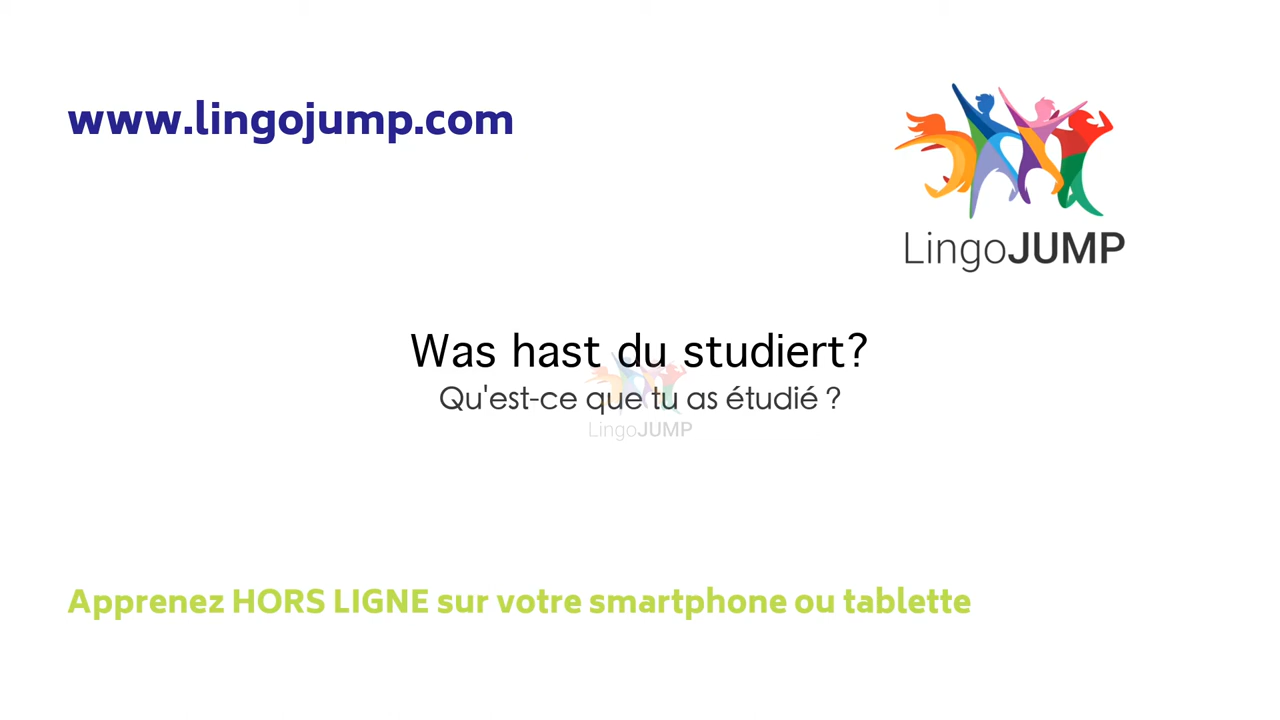 www.lingojump.com
LingoJUMP
Was hast du studiert?
Qu'est-ce que tu as étudié ?
LingoJUMP
Apprenez HORS LIGNE sur votre smartphone ou tablette